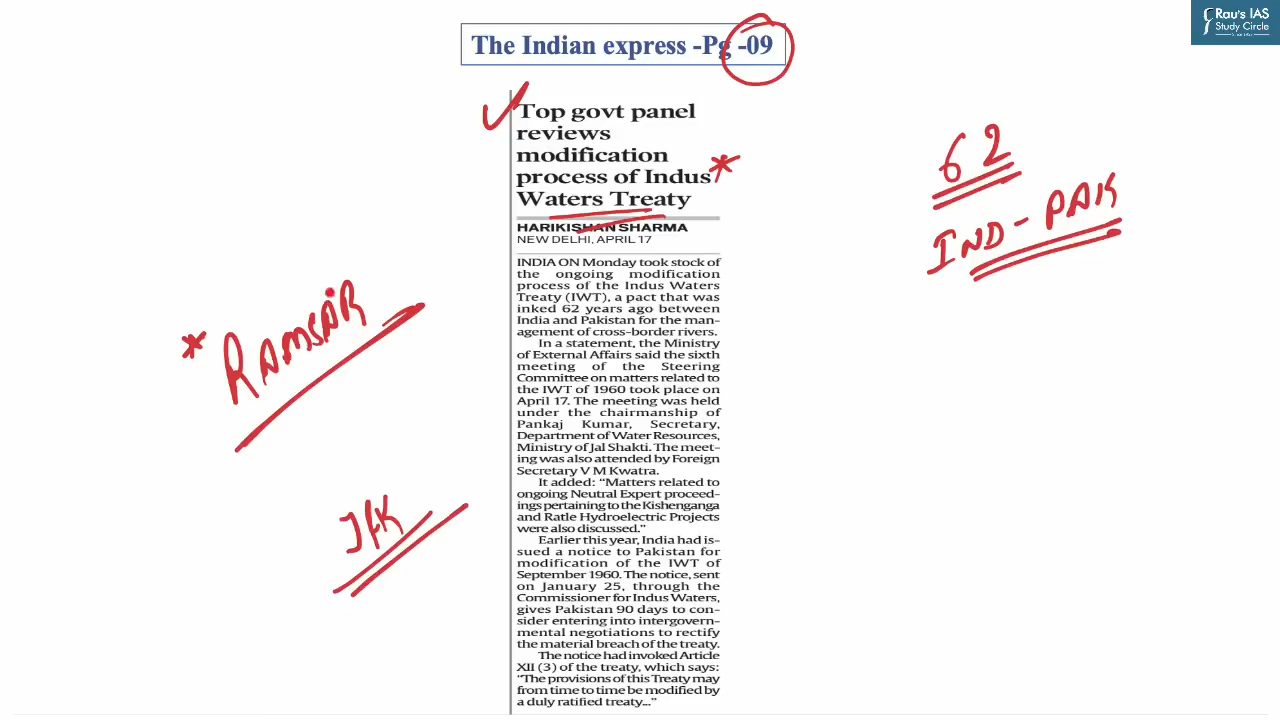 Rau's IAS
Study Circle
The Indian express -Pg -09
Top govt panel
reviews
modification
process of Indus
Waters Treaty
HARIKISHAN SHARMA
NEW DELHI, APRIL 17
INDIA ON Monday took stock of
the ongoing modification
process of the Indus Waters
Treaty (IWT), a pact that was
inked 62 years ago between
India and Pakistan for the man-
agement of cross-border rivers.
In a statement, the Ministry
of External Affairs said the sixth
meeting of the Steering
Committee on matters related to
the IWT of 1960 took place on
April 17. The meeting was held
under the chairmanship of
Pankaj Kumar, Secretary,
Department of Water Resources,
Ministry of Jal Shakti. The meet-
ing was also attended by Foreign
Secretary V M Kwatra.
It added: “Matters related to
ongoing Neutral Expert proceed-
ings pertaining to the Kishenganga
and Ratle Hydroelectric Projects
were also discussed.”
Earlier this year, India had is-
sued a notice to Pakistan for
modification of the IWT of
September 1960. The notice, sent
on January 25, through the
Commissioner for Indus Waters,
gives Pakistan 90 days to con-
sider entering into intergovern-
mental negotiations to rectify
the material breach of the treaty.
The notice had invoked Article
XII (3) of the treaty, which says:
“The provisions of this Treaty may
from time to time be modified by
a duly ratified treaty...”
62
IND - PAK
* RAMSAR
J&K